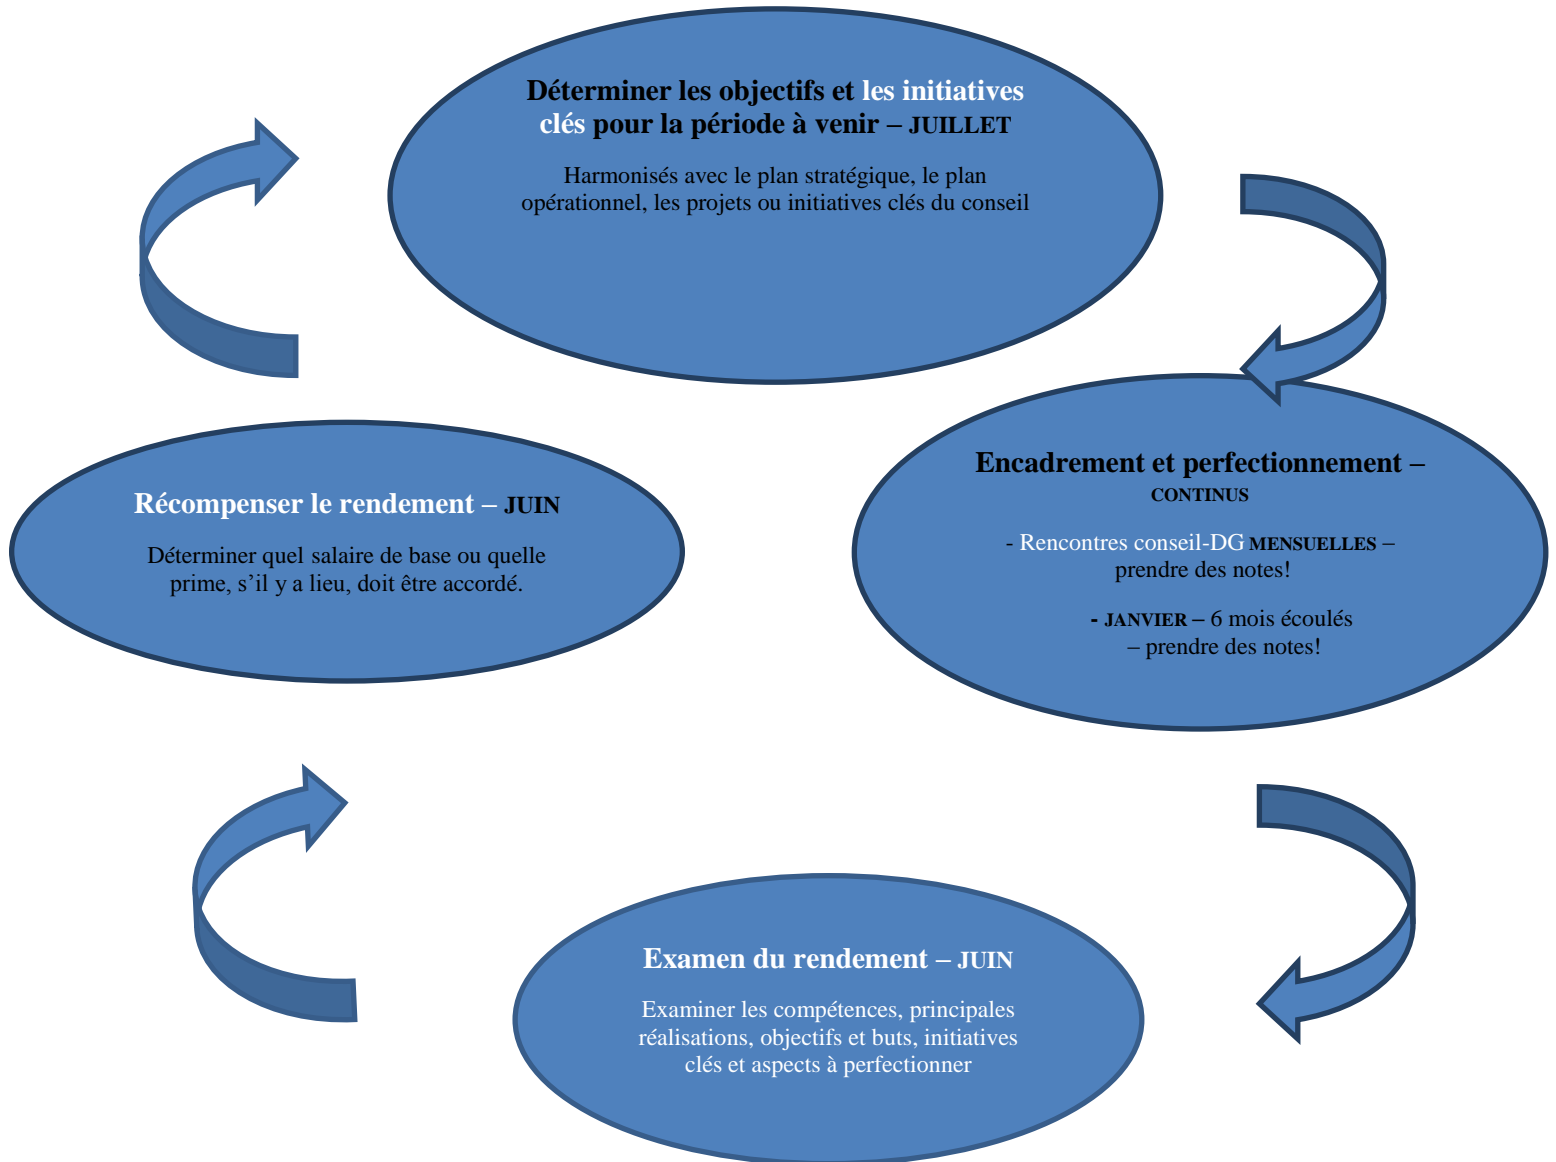 Déterminer les objectifs et les initiatives
clés pour la période à venir – JUILLET
Harmonisés avec le plan stratégique, le plan
opérationnel, les projets ou initiatives clés du conseil
Encadrement et perfectionnement –
CONTINUS
- Rencontres conseil-DG MENSUELLES –
prendre des notes!
- JANVIER – 6 mois écoulés
– prendre des notes!
Récompenser le rendement – JUIN
Déterminer quel salaire de base ou quelle
prime, s’il y a lieu, doit être accordé.
Examen du rendement – JUIN
Examiner les compétences, principales
réalisations, objectifs et buts, initiatives
clés et aspects à perfectionner